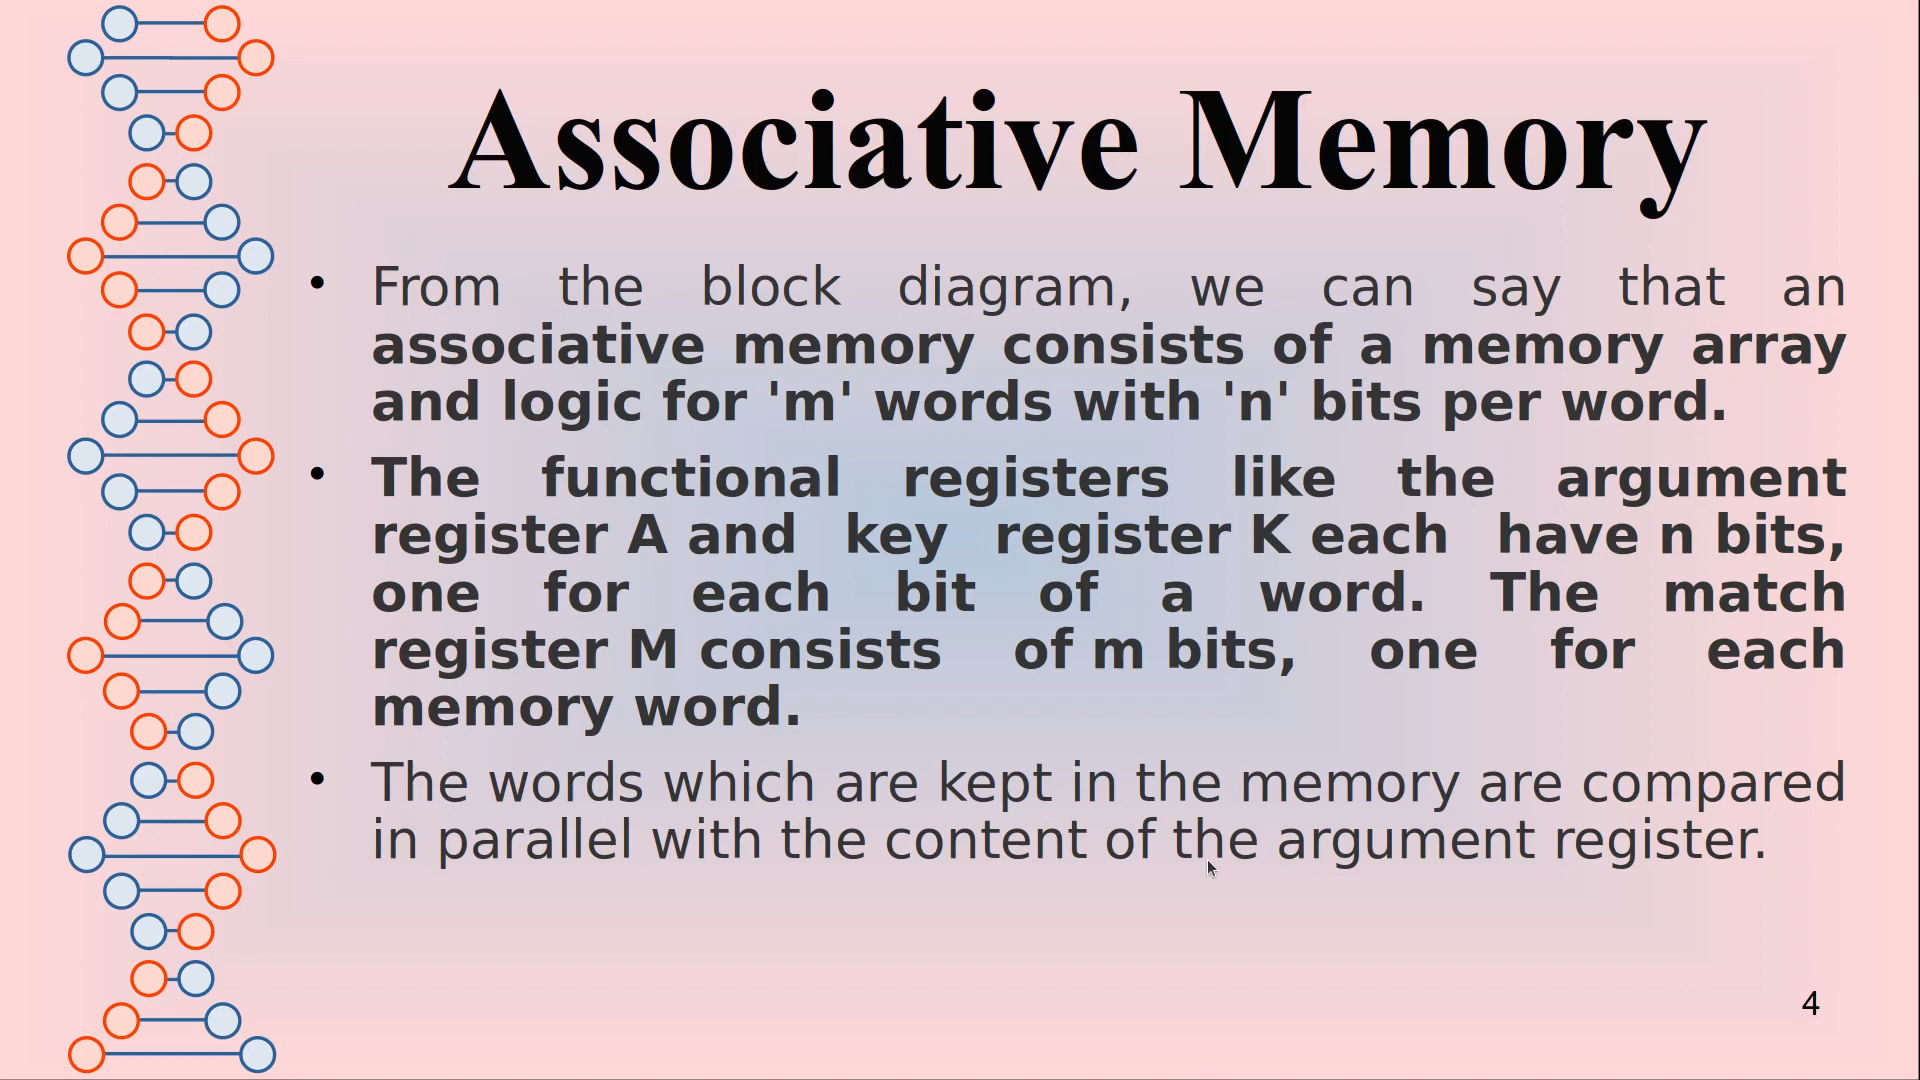 Associative Memory
• From the block diagram, we can say that an
associative memory consists of a memory array
and logic for 'm' words with 'n' bits per word.
• The functional registers like the argument
register A and key register K each have n bits,
one for each bit of a word. The match
register M consists of m bits, one for each
memory word.
• The words which are kept in the memory are compared
in parallel with the content of the argument register.
4